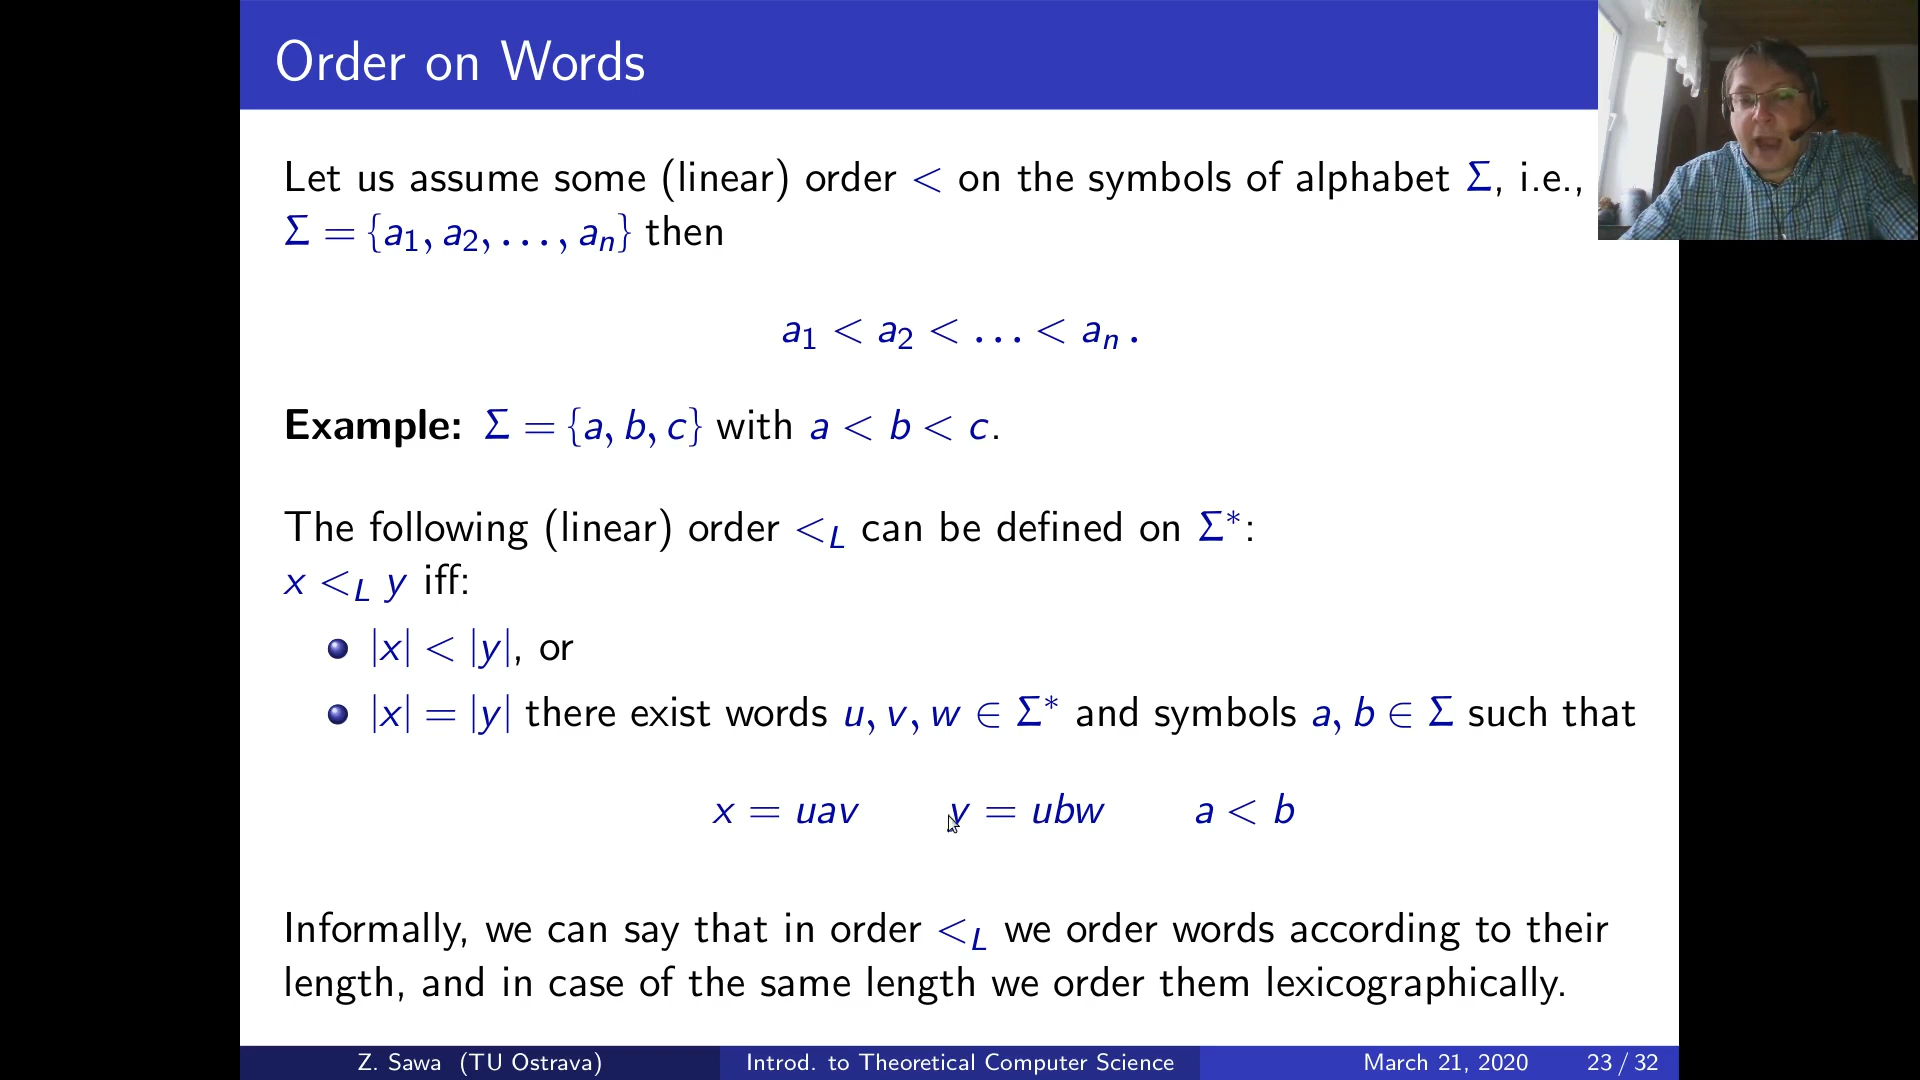 Order on Words
Let us assume some (linear) order < on the symbols of alphabet Σ, i.e.,
Σ = {a₁, a₂, . . . , aₙ} then
a₁ < a₂ < . . . < aₙ .
Example: Σ = {a, b, c} with a < b < c.
The following (linear) order <_L can be defined on Σ*:
x <_L y iff:
|x| < |y|, or
|x| = |y| there exist words u, v, w ∈ Σ* and symbols a, b ∈ Σ such that
x = uav y = ubw a < b
Informally, we can say that in order <_L we order words according to their
length, and in case of the same length we order them lexicographically.
Z. Sawa (TU Ostrava) Introd. to Theoretical Computer Science March 21, 2020 23 / 32